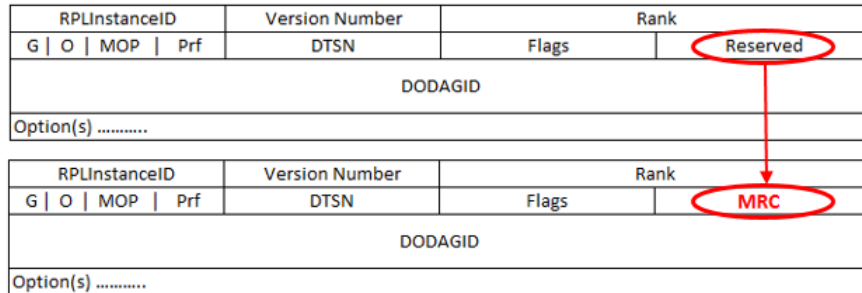 RPLInstanceID Version Number Rank
G | O | MOP | Prf DTSN Flags Reserved
DODAGID
Option(s) ...........
RPLInstanceID Version Number Rank
G | O | MOP | Prf DTSN Flags MRC
DODAGID
Option(s) ...........